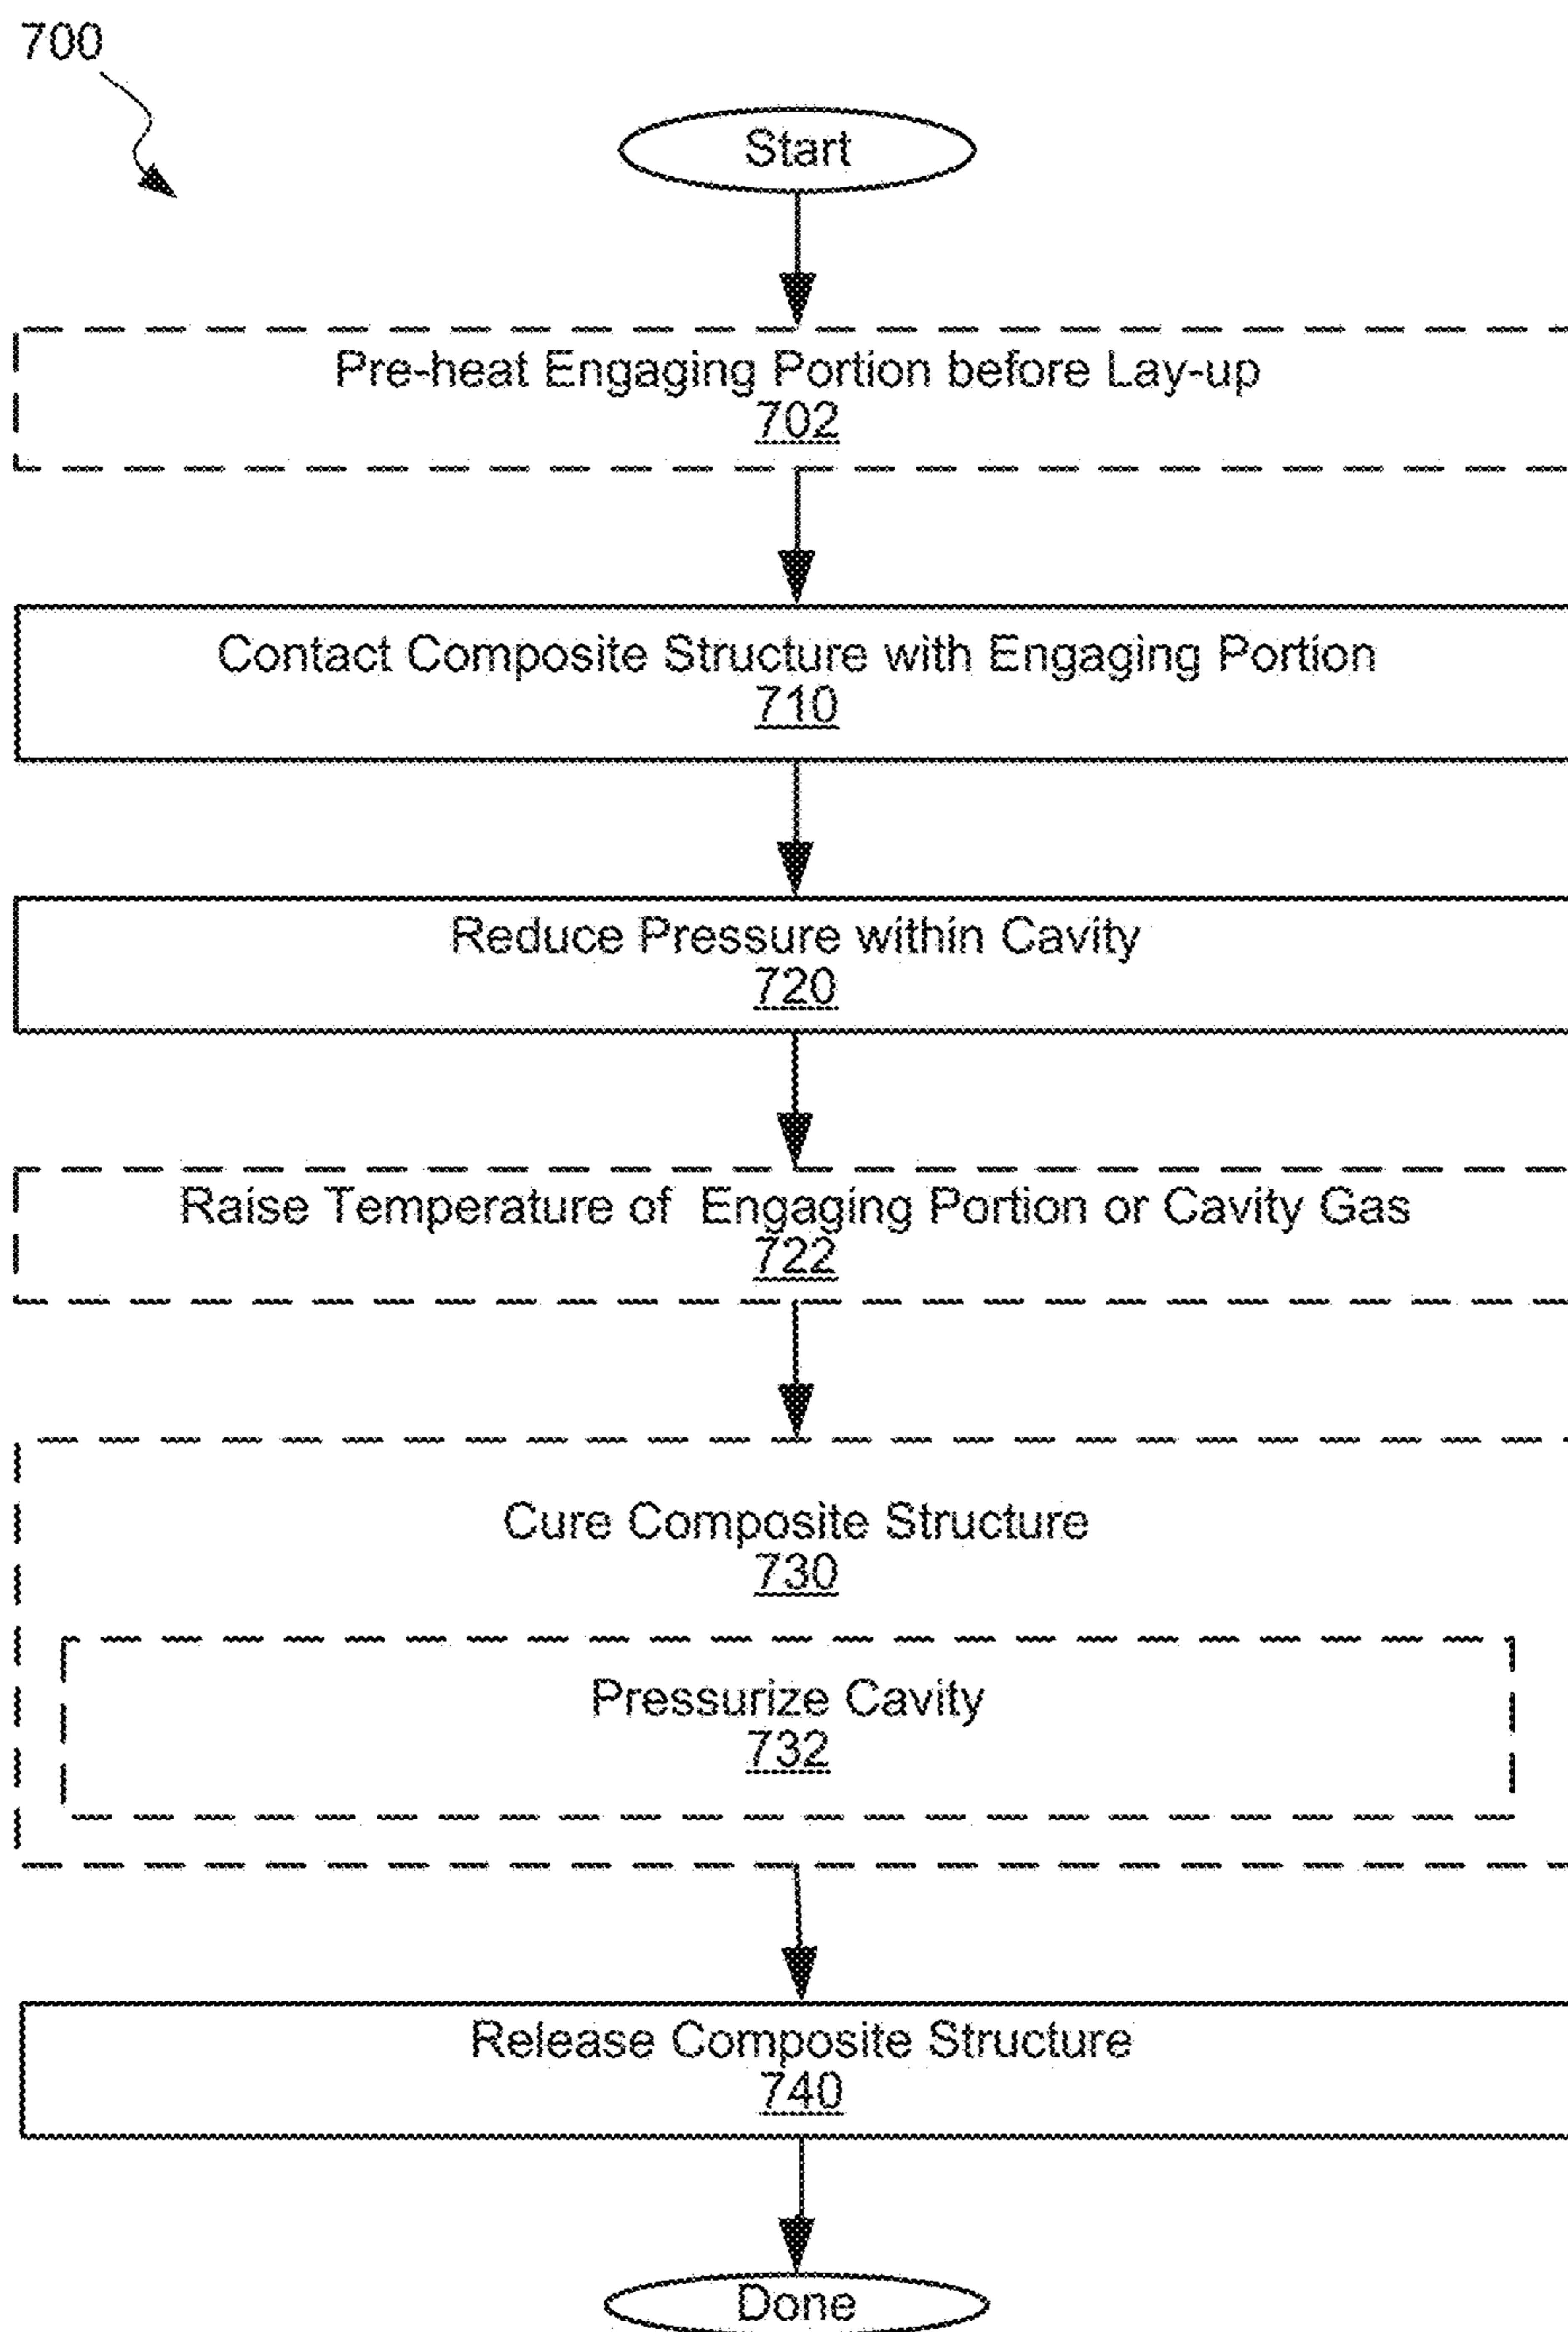 700
Start
Pre-heat Engaging Portion before Lay-up
702
Contact Composite Structure with Engaging Portion
710
Reduce Pressure within Cavity
720
Raise Temperature of Engaging Portion or Cavity Gas
722
Cure Composite Structure
730
Pressurize Cavity
732
Release Composite Structure
740
Done